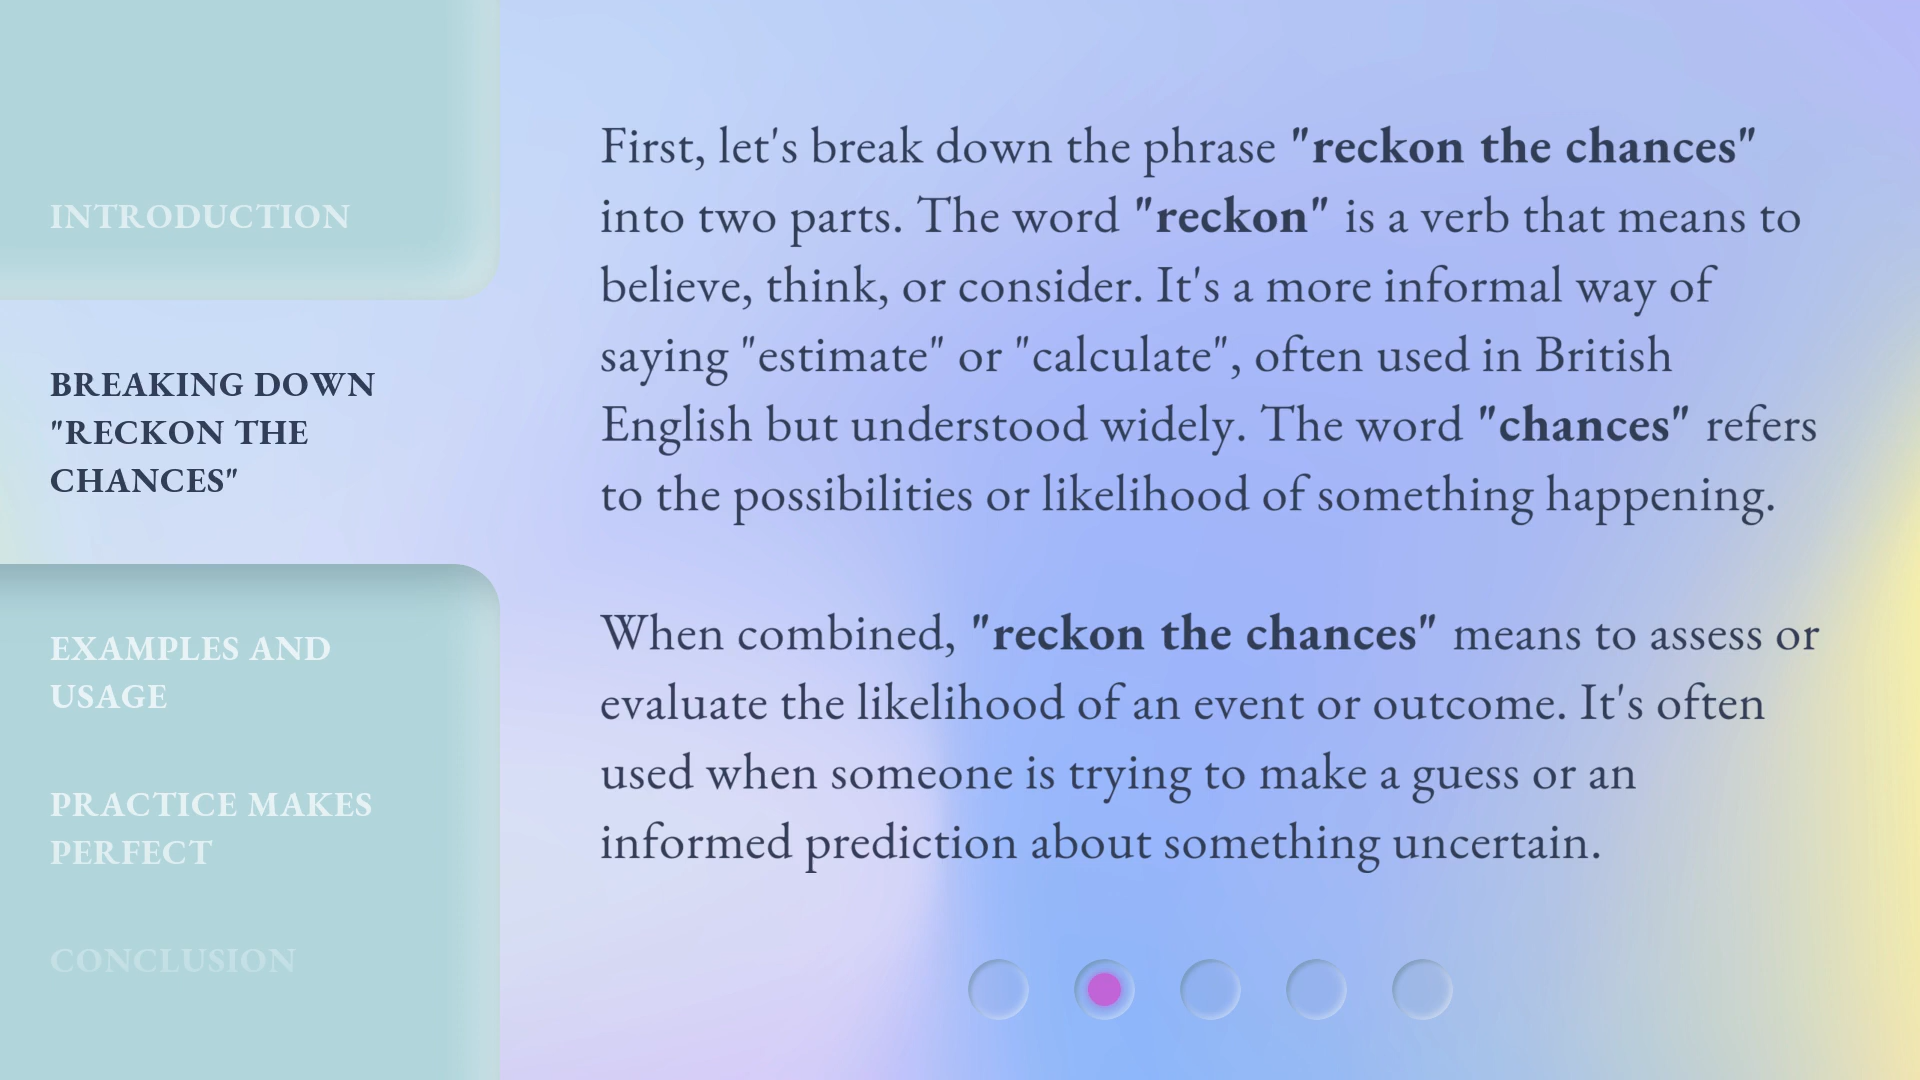 INTRODUCTION
BREAKING DOWN
"RECKON THE
CHANCES"
EXAMPLES AND
USAGE
PRACTICE MAKES
PERFECT
CONCLUSION
First, let's break down the phrase "reckon the chances"
into two parts. The word "reckon" is a verb that means to
believe, think, or consider. It's a more informal way of
saying "estimate" or "calculate", often used in British
English but understood widely. The word "chances" refers
to the possibilities or likelihood of something happening.
When combined, "reckon the chances" means to assess or
evaluate the likelihood of an event or outcome. It's often
used when someone is trying to make a guess or an
informed prediction about something uncertain.